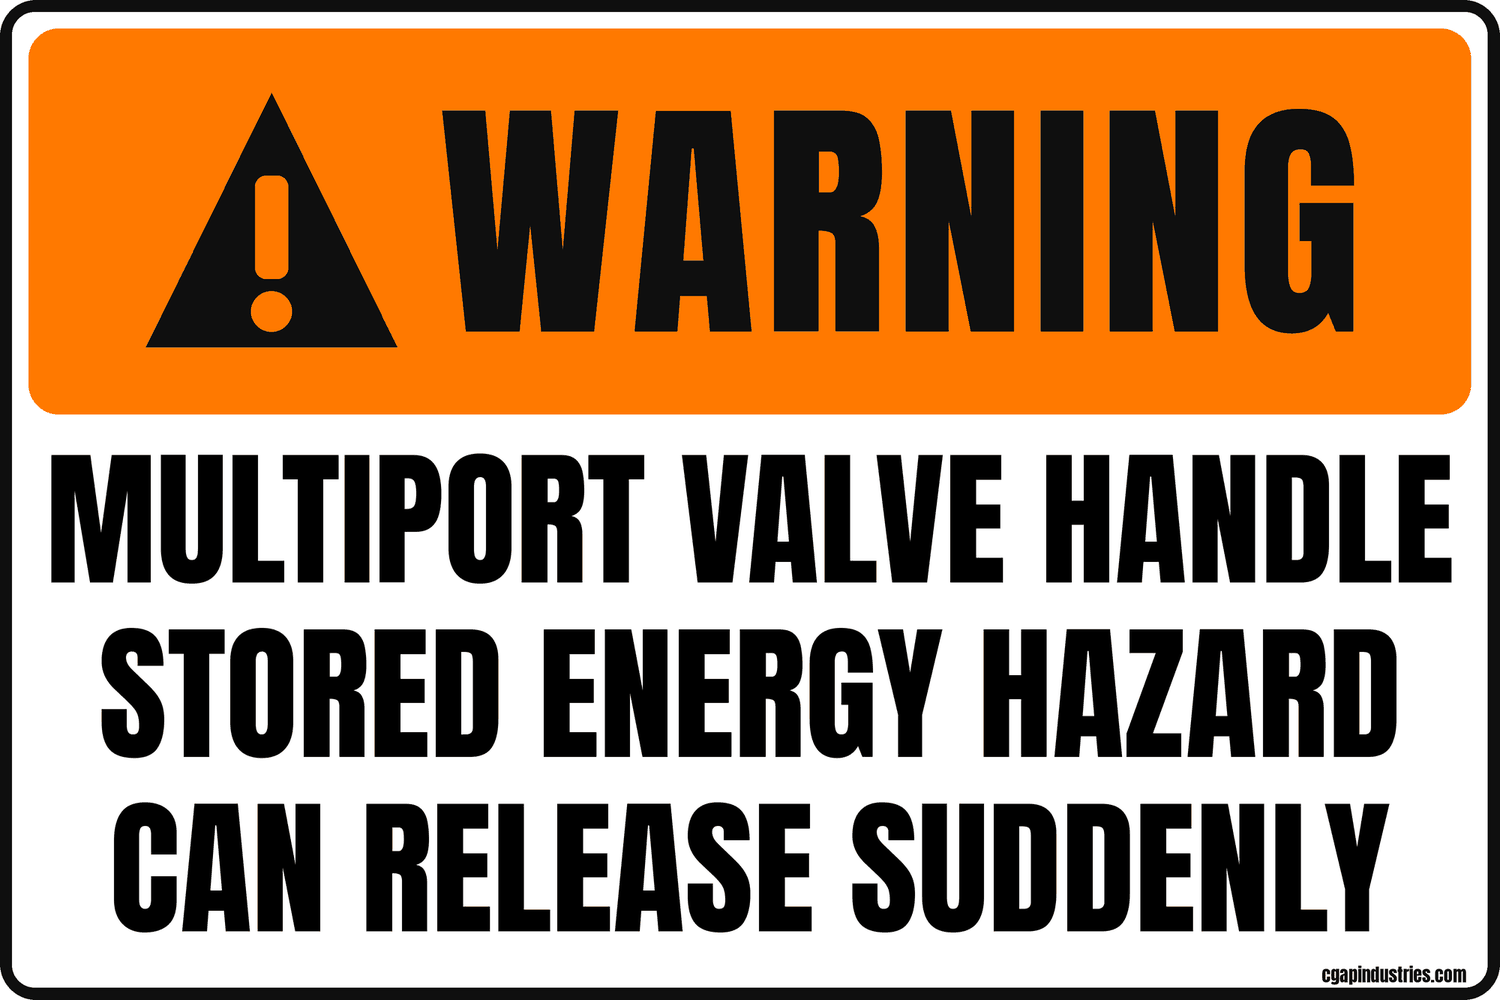 WARNING
MULTIPORT VALVE HANDLE
STORED ENERGY HAZARD
CAN RELEASE SUDDENLY
cgapindustries.com